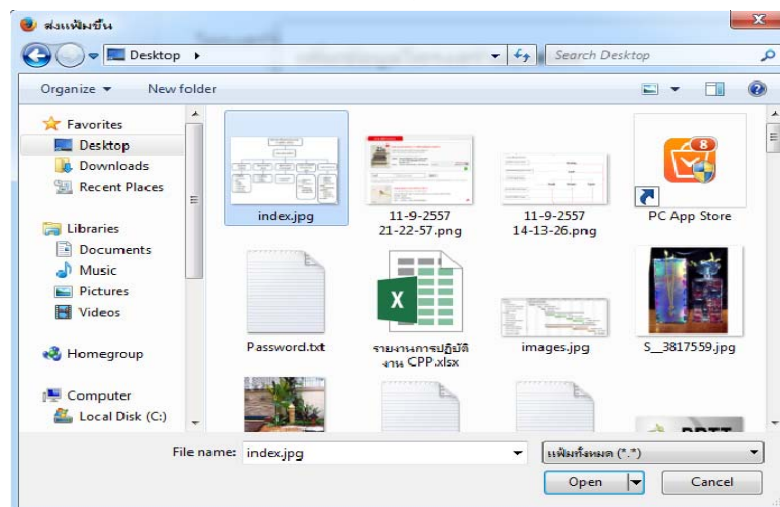 ส่งแฟ้มขึ้น
Desktop
Search Desktop
Organize
New folder
Favorites
Desktop
Downloads
Recent Places
Libraries
Documents
Music
Pictures
Videos
Homegroup
Computer
Local Disk (C:)
index.jpg
11-9-2557
21-22-57.png
11-9-2557
14-13-26.png
8
PC App Store
Password.txt
X
รายงานการปฏิบัติ
งาน CPP.xlsx
images.jpg
S__3817559.jpg
File name:
index.jpg
แฟ้มทั้งหมด (*.*)
Open
Cancel